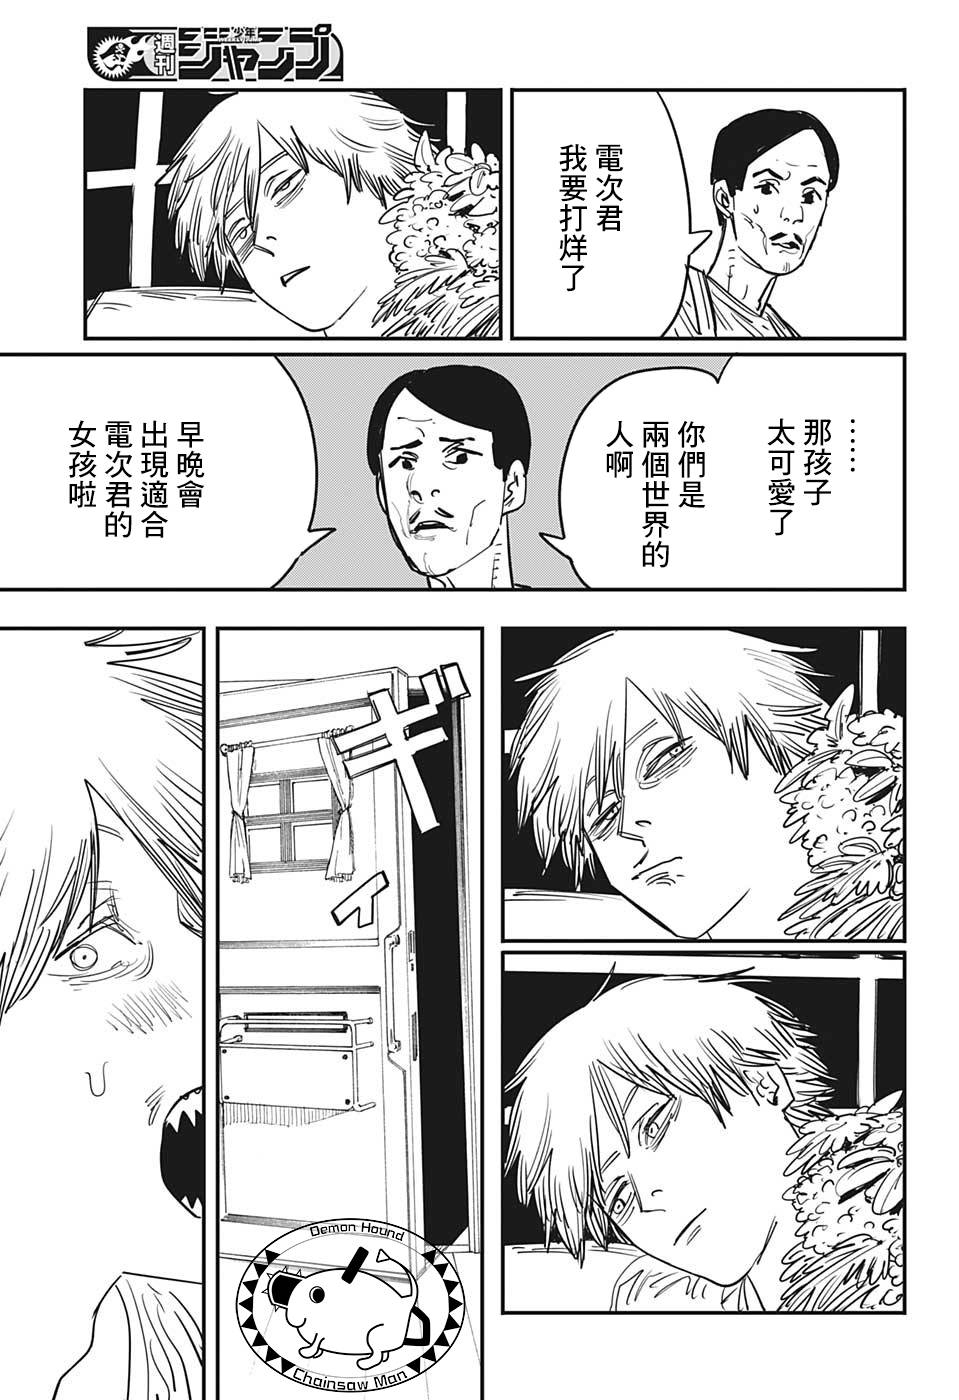 週刊
少年
ジャンプ
電次君
我要打烊了
……
那孩子
太可愛了
你們是
兩個世界的
人啊
早晚會
出現適合
電次君的
女孩啦
ギィ
Demon Hound
Chainsaw Man